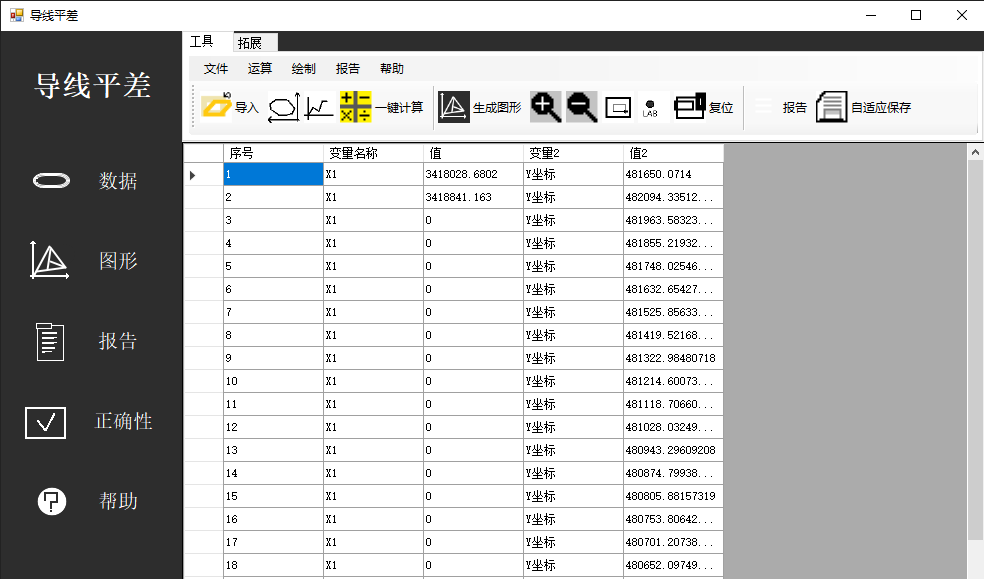 导线平差
工具 拓展
导线平差
文件 运算 绘制 报告 帮助
导入 一键计算 生成图形 LAB 复位 报告 自适应保存
数据
图形
报告
正确性
帮助
序号 变量名称 值 变量2 值2
1 X1 3418028.6802 Y坐标 481650.0714
2 X1 3418841.163 Y坐标 482094.33512...
3 X1 0 Y坐标 481963.58323...
4 X1 0 Y坐标 481855.21932...
5 X1 0 Y坐标 481748.02546...
6 X1 0 Y坐标 481632.65427...
7 X1 0 Y坐标 481525.85633...
8 X1 0 Y坐标 481419.52168...
9 X1 0 Y坐标 481322.98480718
10 X1 0 Y坐标 481214.60073...
11 X1 0 Y坐标 481118.70660...
12 X1 0 Y坐标 481028.03249...
13 X1 0 Y坐标 480943.29609208
14 X1 0 Y坐标 480874.79938...
15 X1 0 Y坐标 480805.88157319
16 X1 0 Y坐标 480753.80642...
17 X1 0 Y坐标 480701.20738...
18 X1 0 Y坐标 480652.09749...